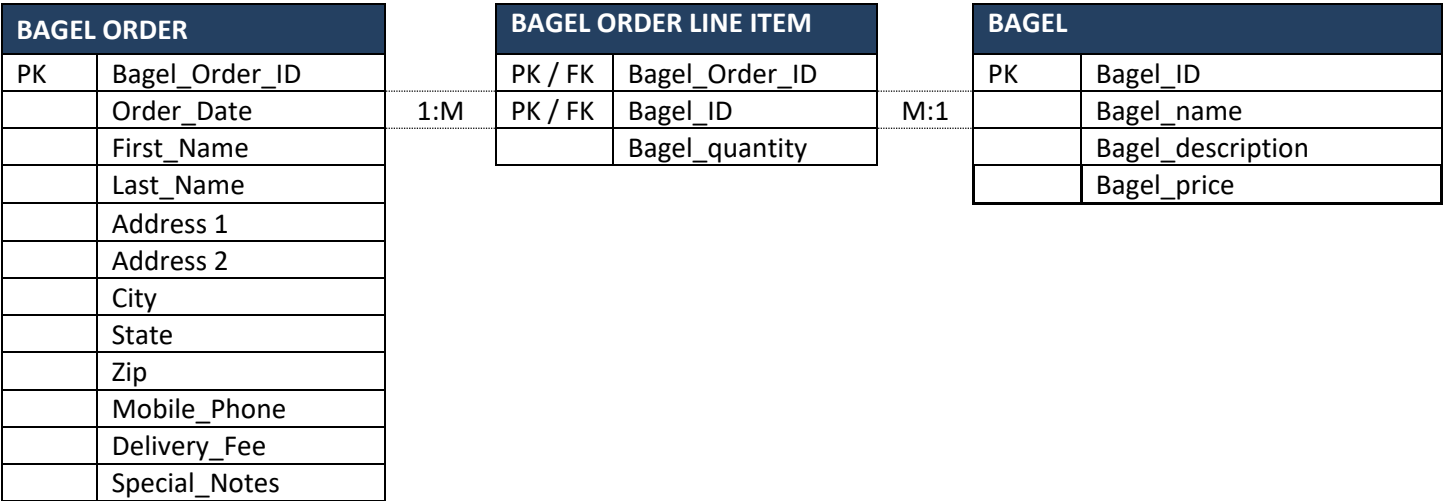 BAGEL ORDER
PK Bagel_Order_ID
Order_Date
First_Name
Last_Name
Address 1
Address 2
City
State
Zip
Mobile_Phone
Delivery_Fee
Special_Notes
1:M
BAGEL ORDER LINE ITEM
PK / FK Bagel_Order_ID
PK / FK Bagel_ID
Bagel_quantity
M:1
BAGEL
PK Bagel_ID
Bagel_name
Bagel_description
Bagel_price